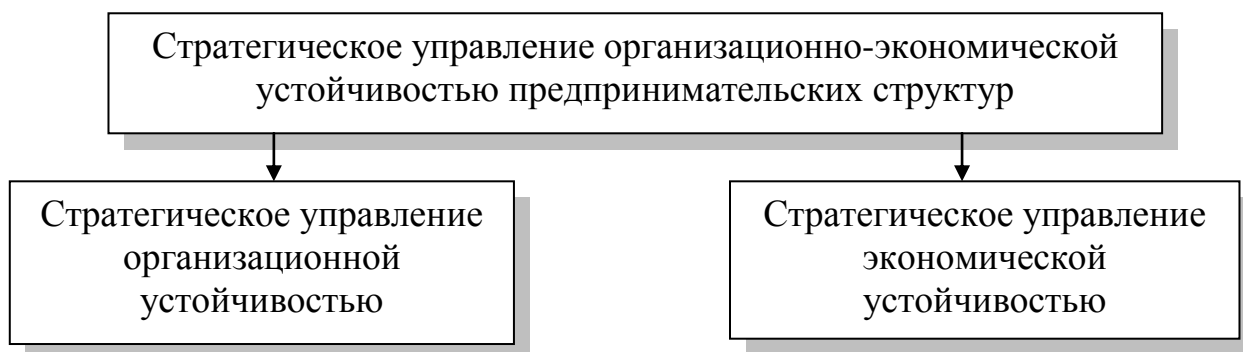 Стратегическое управление организационно-экономической
устойчивостью предпринимательских структур
Стратегическое управление
организационной
устойчивостью
Стратегическое управление
экономической
устойчивостью